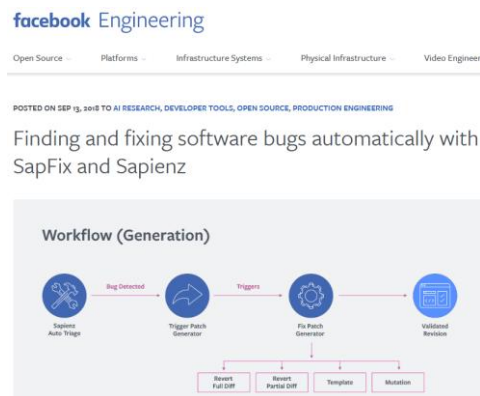 facebook Engineering
Open Source Platforms Infrastructure Systems Physical Infrastructure Video Engineer
POSTED ON SEP 13, 2018 TO AI RESEARCH, DEVELOPER TOOLS, OPEN SOURCE, PRODUCTION ENGINEERING
Finding and fixing software bugs automatically with
SapFix and Sapienz
Workflow (Generation)
Bug Detected Triggers
Sapienz
Auto Triage
Trigger Patch
Generator
Fix Patch
Generator
Validated
Revision
Revert
Full Diff
Revert
Partial Diff
Template
Mutation